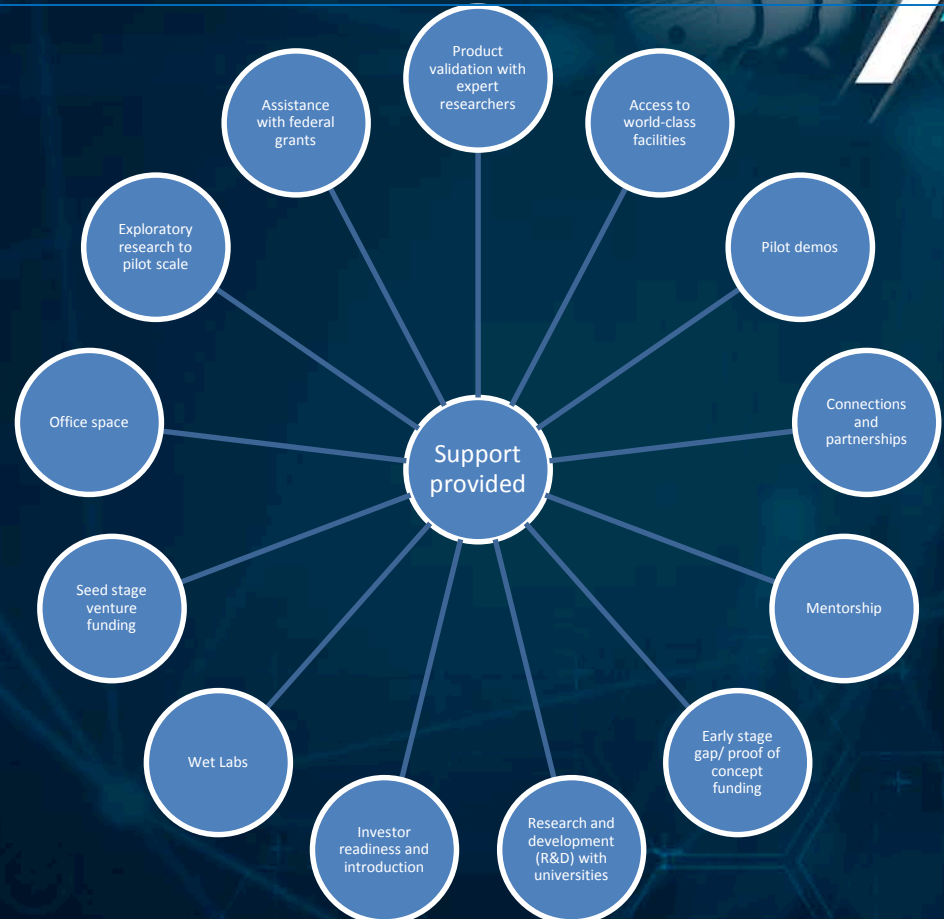 Product
validation with
expert
researchers
Access to
world-class
facilities
Pilot demos
Connections
and
partnerships
Mentorship
Early stage
gap/ proof of
concept
funding
Research and
development
(R&D) with
universities
Investor
readiness and
introduction
Wet Labs
Seed stage
venture
funding
Office space
Exploratory
research to
pilot scale
Assistance
with federal
grants
Support
provided